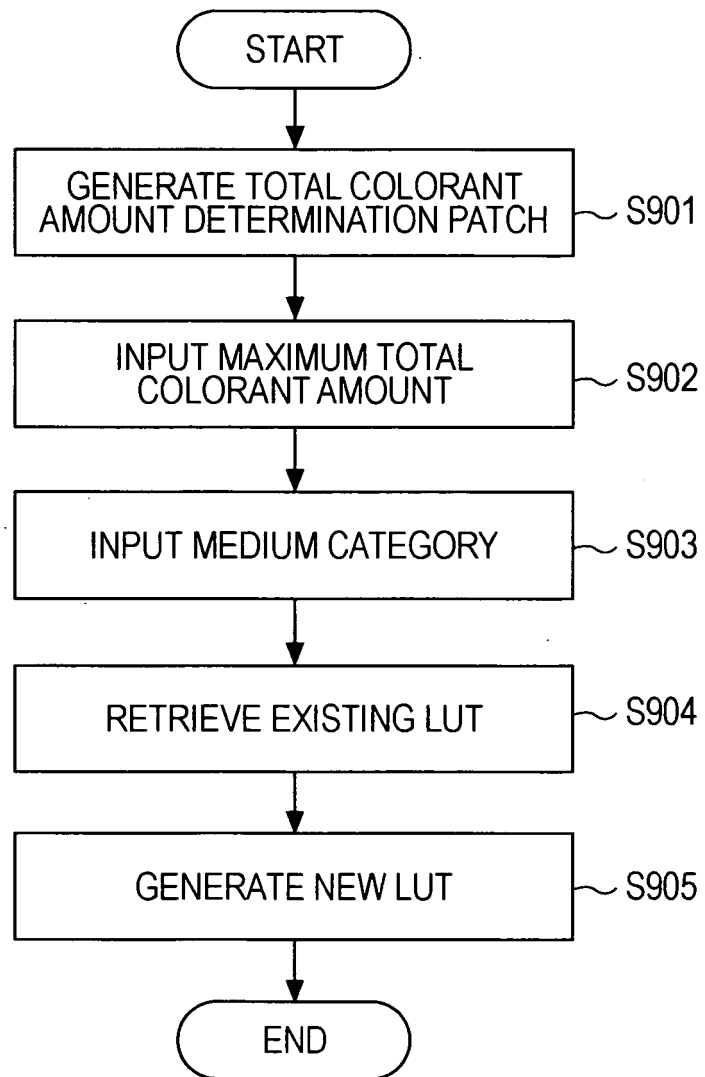 START
GENERATE TOTAL COLORANT
AMOUNT DETERMINATION PATCH
S901
INPUT MAXIMUM TOTAL
COLORANT AMOUNT
S902
INPUT MEDIUM CATEGORY
S903
RETRIEVE EXISTING LUT
S904
GENERATE NEW LUT
S905
END